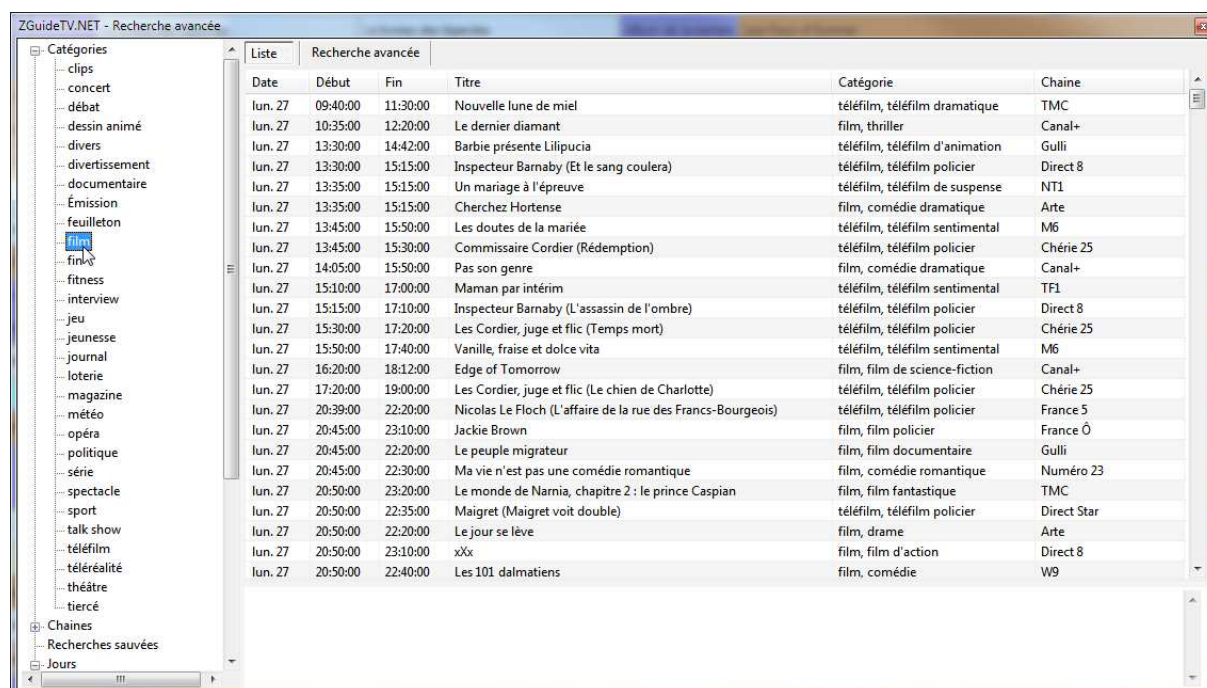 ZGuideTV.NET - Recherche avancée
Catégories
clips
concert
débat
dessin animé
divers
divertissement
documentaire
Émission
feuilleton
film
fin
fitness
interview
jeu
jeunesse
journal
loterie
magazine
météo
opéra
politique
série
spectacle
sport
talk show
téléfilm
téléréalité
théâtre
tiercé
Chaines
Recherches sauvées
Jours
Liste Recherche avancée
Date Début Fin Titre Catégorie Chaine
lun. 27 09:40:00 11:30:00 Nouvelle lune de miel téléfilm, téléfilm dramatique TMC
lun. 27 10:35:00 12:20:00 Le dernier diamant film, thriller Canal+
lun. 27 13:30:00 14:42:00 Barbie présente Lilipucia téléfilm, téléfilm d'animation Gulli
lun. 27 13:30:00 15:15:00 Inspecteur Barnaby (Et le sang coulera) téléfilm, téléfilm policier Direct 8
lun. 27 13:35:00 15:15:00 Un mariage à l'épreuve téléfilm, téléfilm de suspense NT1
lun. 27 13:35:00 15:15:00 Cherchez Hortense film, comédie dramatique Arte
lun. 27 13:45:00 15:50:00 Les doutes de la mariée téléfilm, téléfilm sentimental M6
lun. 27 13:45:00 15:30:00 Commissaire Cordier (Rédemption) téléfilm, téléfilm policier Chérie 25
lun. 27 14:05:00 15:50:00 Pas son genre film, comédie dramatique Canal+
lun. 27 15:10:00 17:00:00 Maman par intérim téléfilm, téléfilm sentimental TF1
lun. 27 15:15:00 17:10:00 Inspecteur Barnaby (L'assassin de l'ombre) téléfilm, téléfilm policier Direct 8
lun. 27 15:30:00 17:20:00 Les Cordier, juge et flic (Temps mort) téléfilm, téléfilm policier Chérie 25
lun. 27 15:50:00 17:40:00 Vanille, fraise et dolce vita téléfilm, téléfilm sentimental M6
lun. 27 16:20:00 18:12:00 Edge of Tomorrow film, film de science-fiction Canal+
lun. 27 17:20:00 19:00:00 Les Cordier, juge et flic (Le chien de Charlotte) téléfilm, téléfilm policier Chérie 25
lun. 27 20:39:00 22:20:00 Nicolas Le Floch (L'affaire de la rue des Francs-Bourgeois) téléfilm, téléfilm policier France 5
lun. 27 20:45:00 23:10:00 Jackie Brown film, film policier France Ô
lun. 27 20:45:00 22:20:00 Le peuple migrateur film, film documentaire Gulli
lun. 27 20:45:00 22:30:00 Ma vie n'est pas une comédie romantique film, comédie romantique Numéro 23
lun. 27 20:50:00 23:20:00 Le monde de Narnia, chapitre 2 : le prince Caspian film, film fantastique TMC
lun. 27 20:50:00 22:35:00 Maigret (Maigret voit double) téléfilm, téléfilm policier Direct Star
lun. 27 20:50:00 22:20:00 Le jour se lève film, drame Arte
lun. 27 20:50:00 23:10:00 xXx film, film d'action Direct 8
lun. 27 20:50:00 22:40:00 Les 101 dalmatiens film, comédie W9